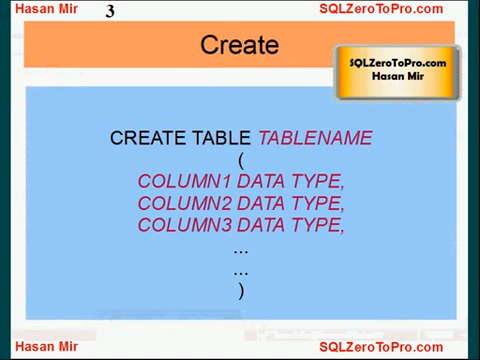 Hasan Mir 3 SQLZeroToPro.com
Create
SQLZeroToPro.com
Hasan Mir
CREATE TABLE TABLENAME
(
COLUMN1 DATA TYPE,
COLUMN2 DATA TYPE,
COLUMN3 DATA TYPE,
...
...
)
Hasan Mir SQLZeroToPro.com